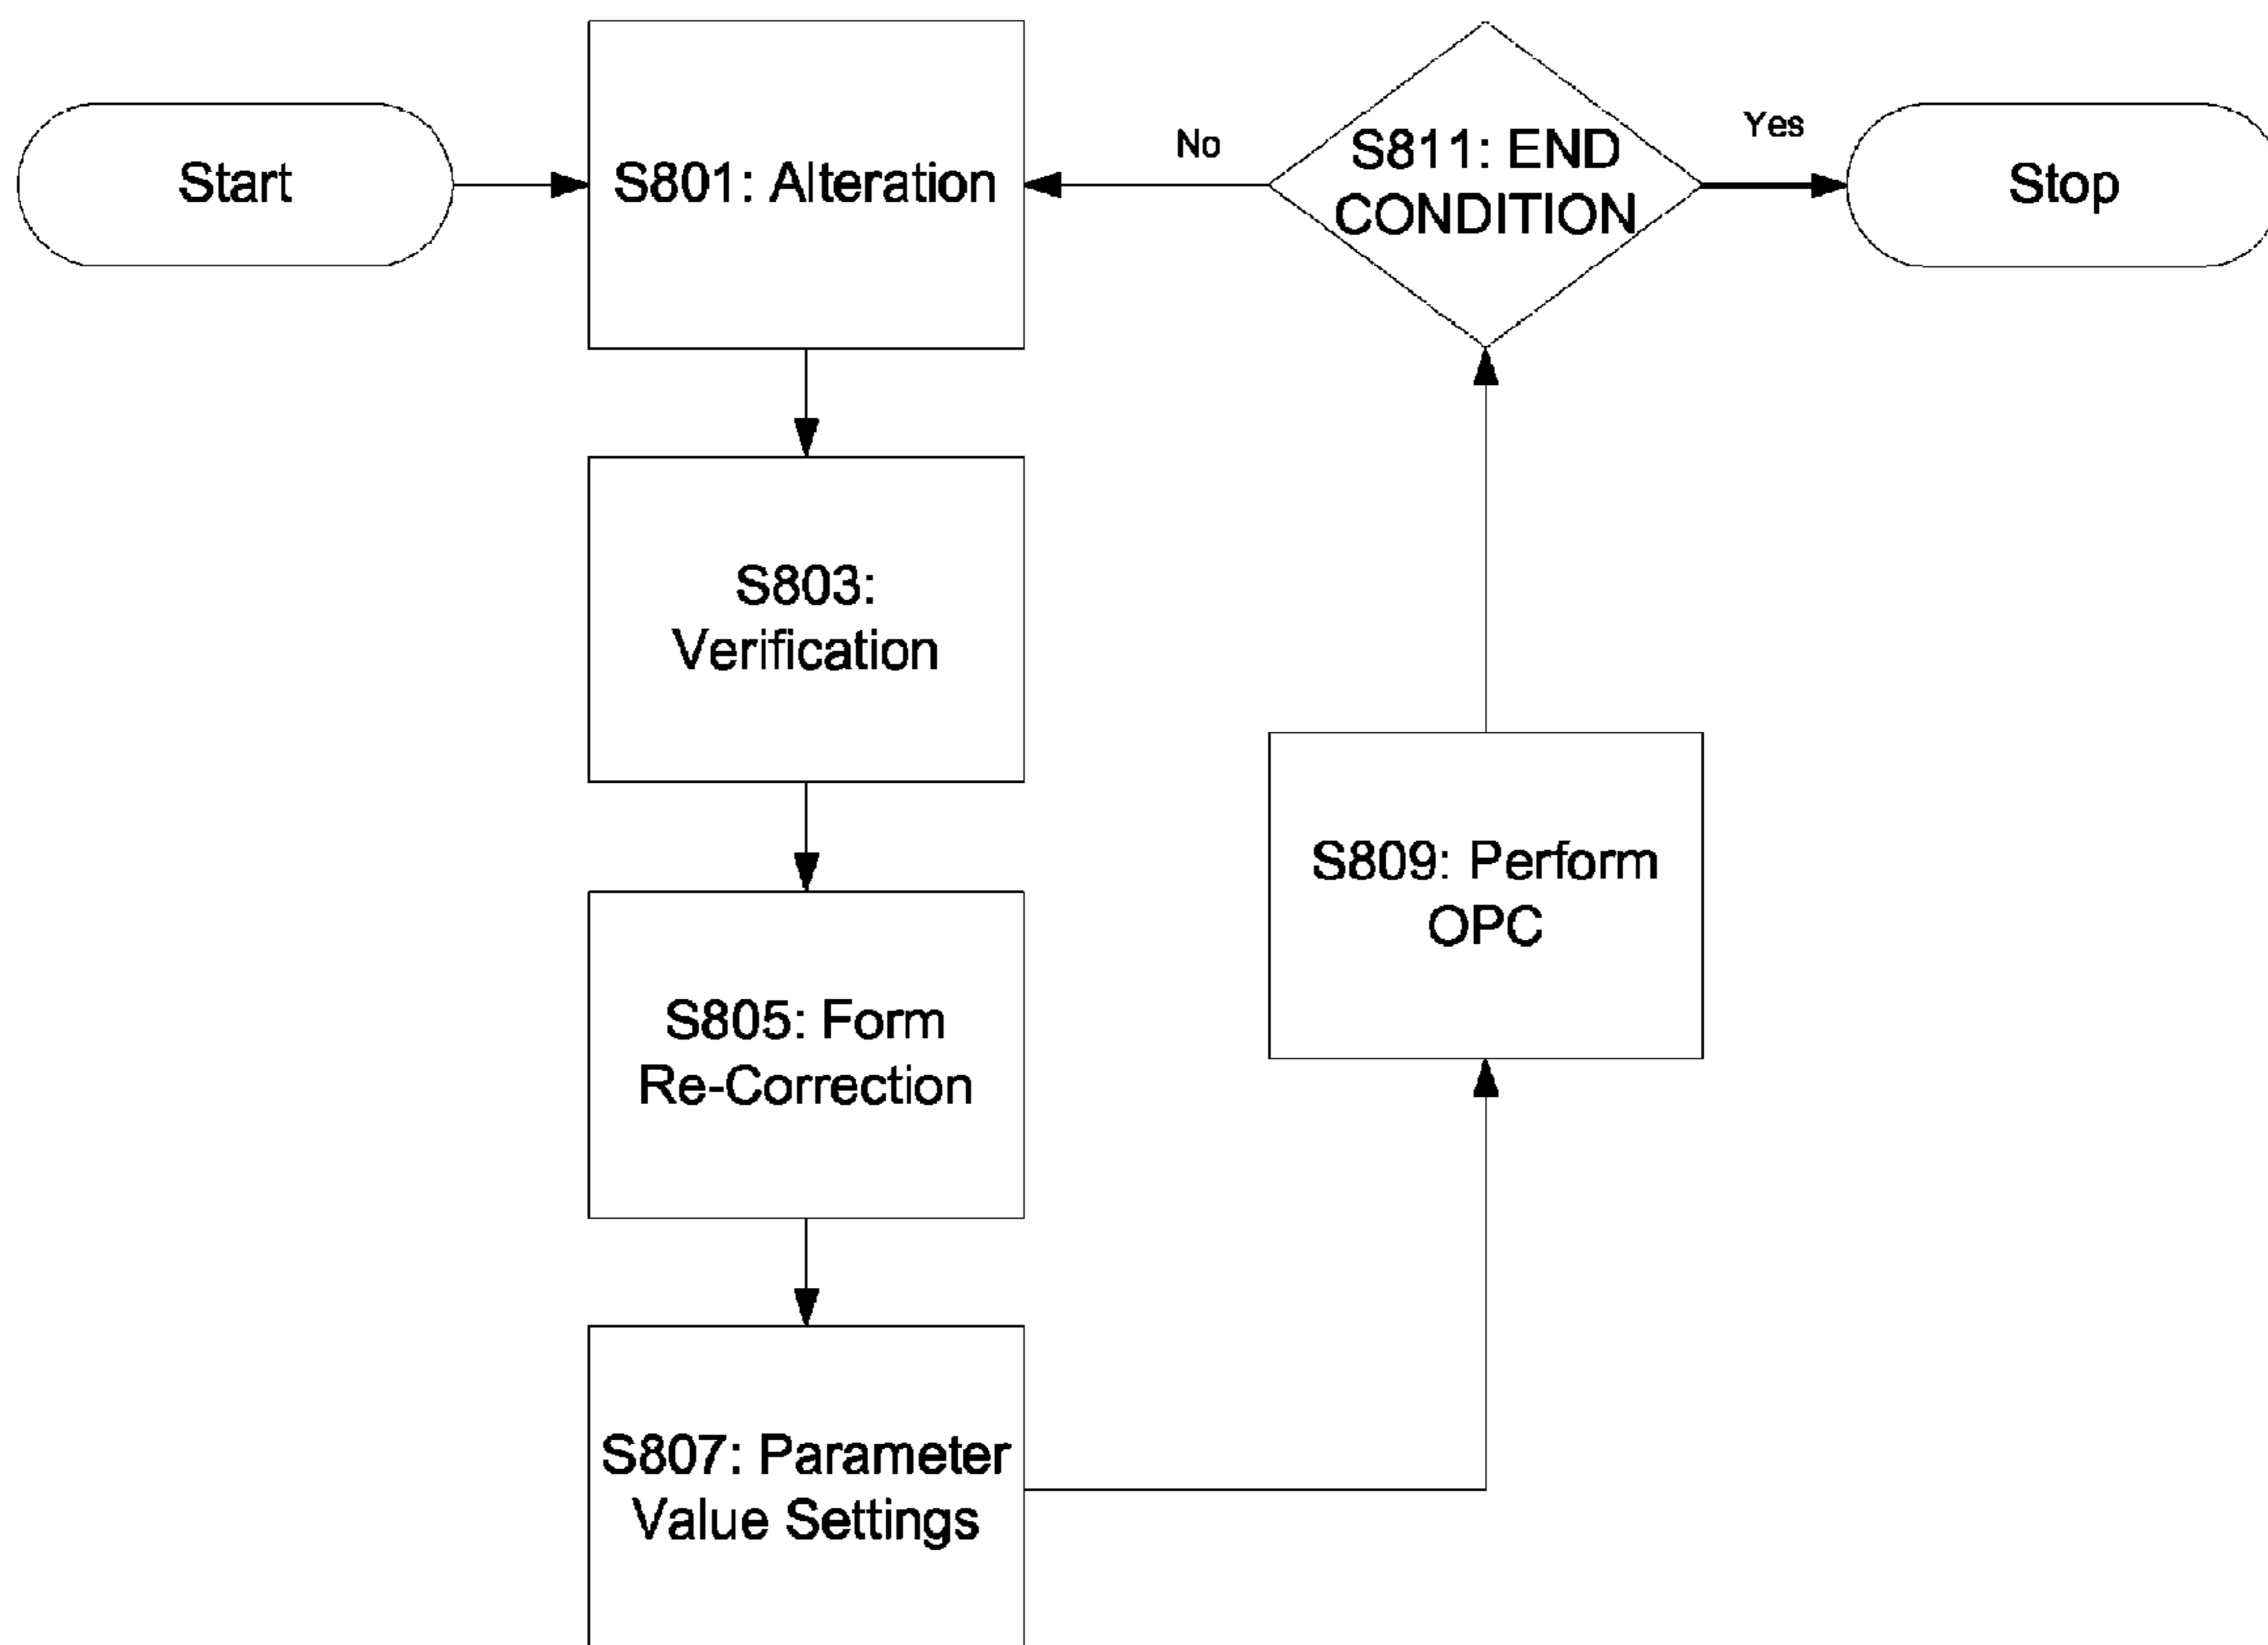 Start
S801: Alteration
No
S811: END
CONDITION
Yes
Stop
S803:
Verification
S805: Form
Re-Correction
S809: Perform
OPC
S807: Parameter
Value Settings